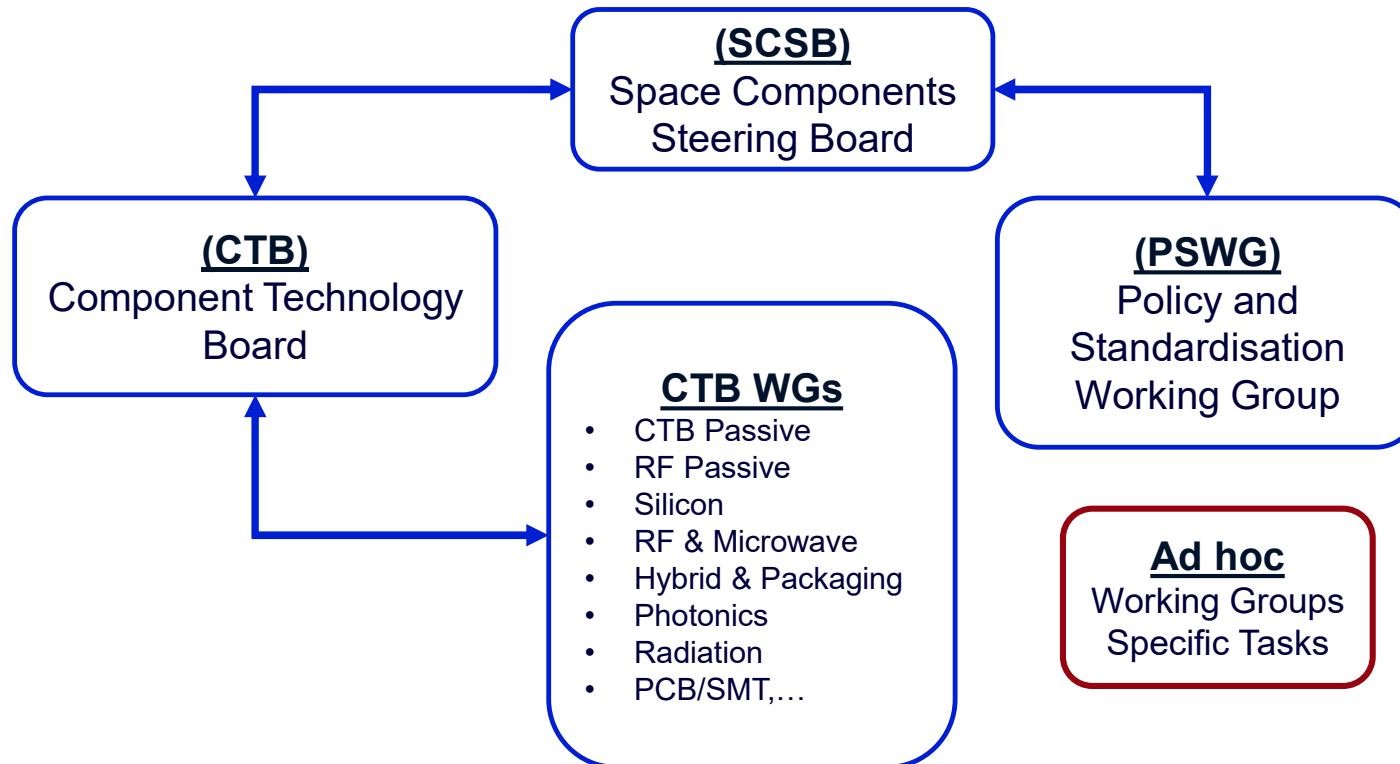 (SCSB)
Space Components
Steering Board
(CTB)
Component Technology
Board
(PSWG)
Policy and
Standardisation
Working Group
CTB WGs
• CTB Passive
• RF Passive
• Silicon
• RF & Microwave
• Hybrid & Packaging
• Photonics
• Radiation
• PCB/SMT,…
Ad hoc
Working Groups
Specific Tasks